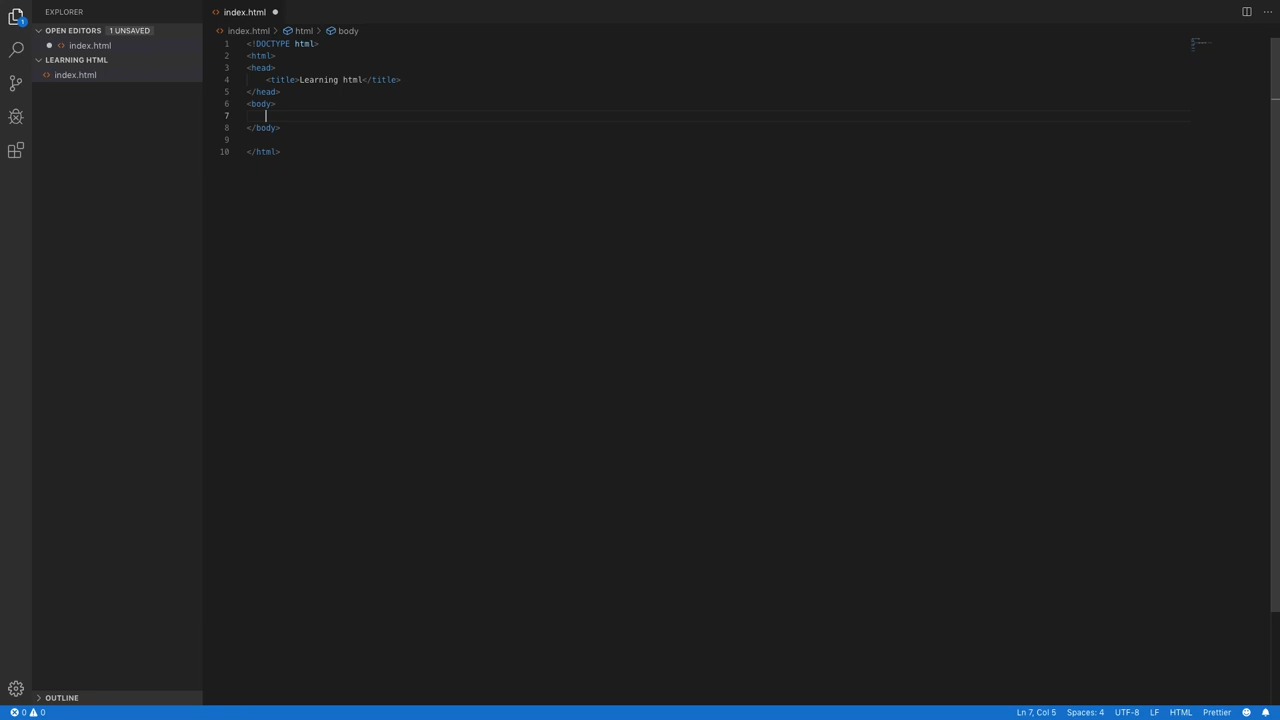 EXPLORER
OPEN EDITORS 1 UNSAVED
index.html
LEARNING HTML
index.html
OUTLINE
1
index.html
index.html > html > body
1 <!DOCTYPE html>
2 <html>
3 <head>
4     <title>Learning html</title>
5 </head>
6 <body>
7
8 </body>
9
10 </html>
0 0
Ln 7, Col 5 Spaces: 4 UTF-8 LF HTML Prettier